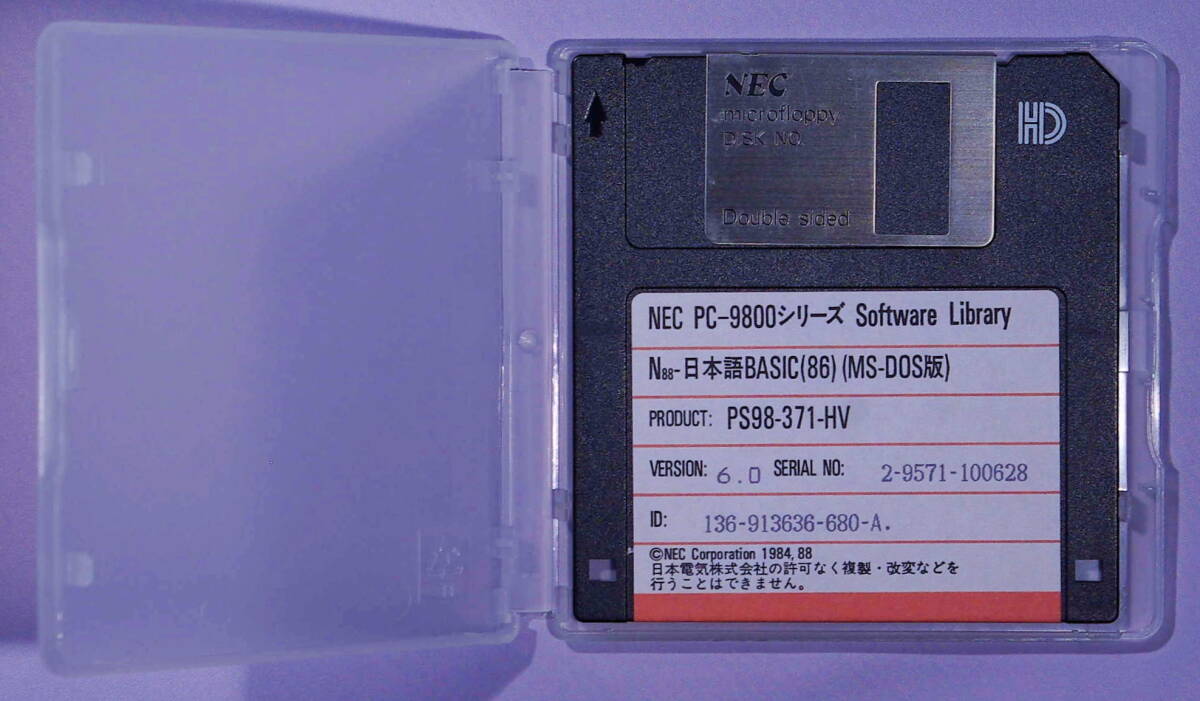 NEC
microfloppy
DISK NO.
Double sided
HD
NEC PC-9800シリーズ Software Library
N88-日本語BASIC(86)(MS-DOS版)
PRODUCT: PS98-371-HV
VERSION: 6.0 SERIAL NO: 2-9571-100628
ID: 136-913636-680-A.
©NEC Corporation 1984,88
日本電気株式会社の許可なく複製・改変などを
行うことはできません。